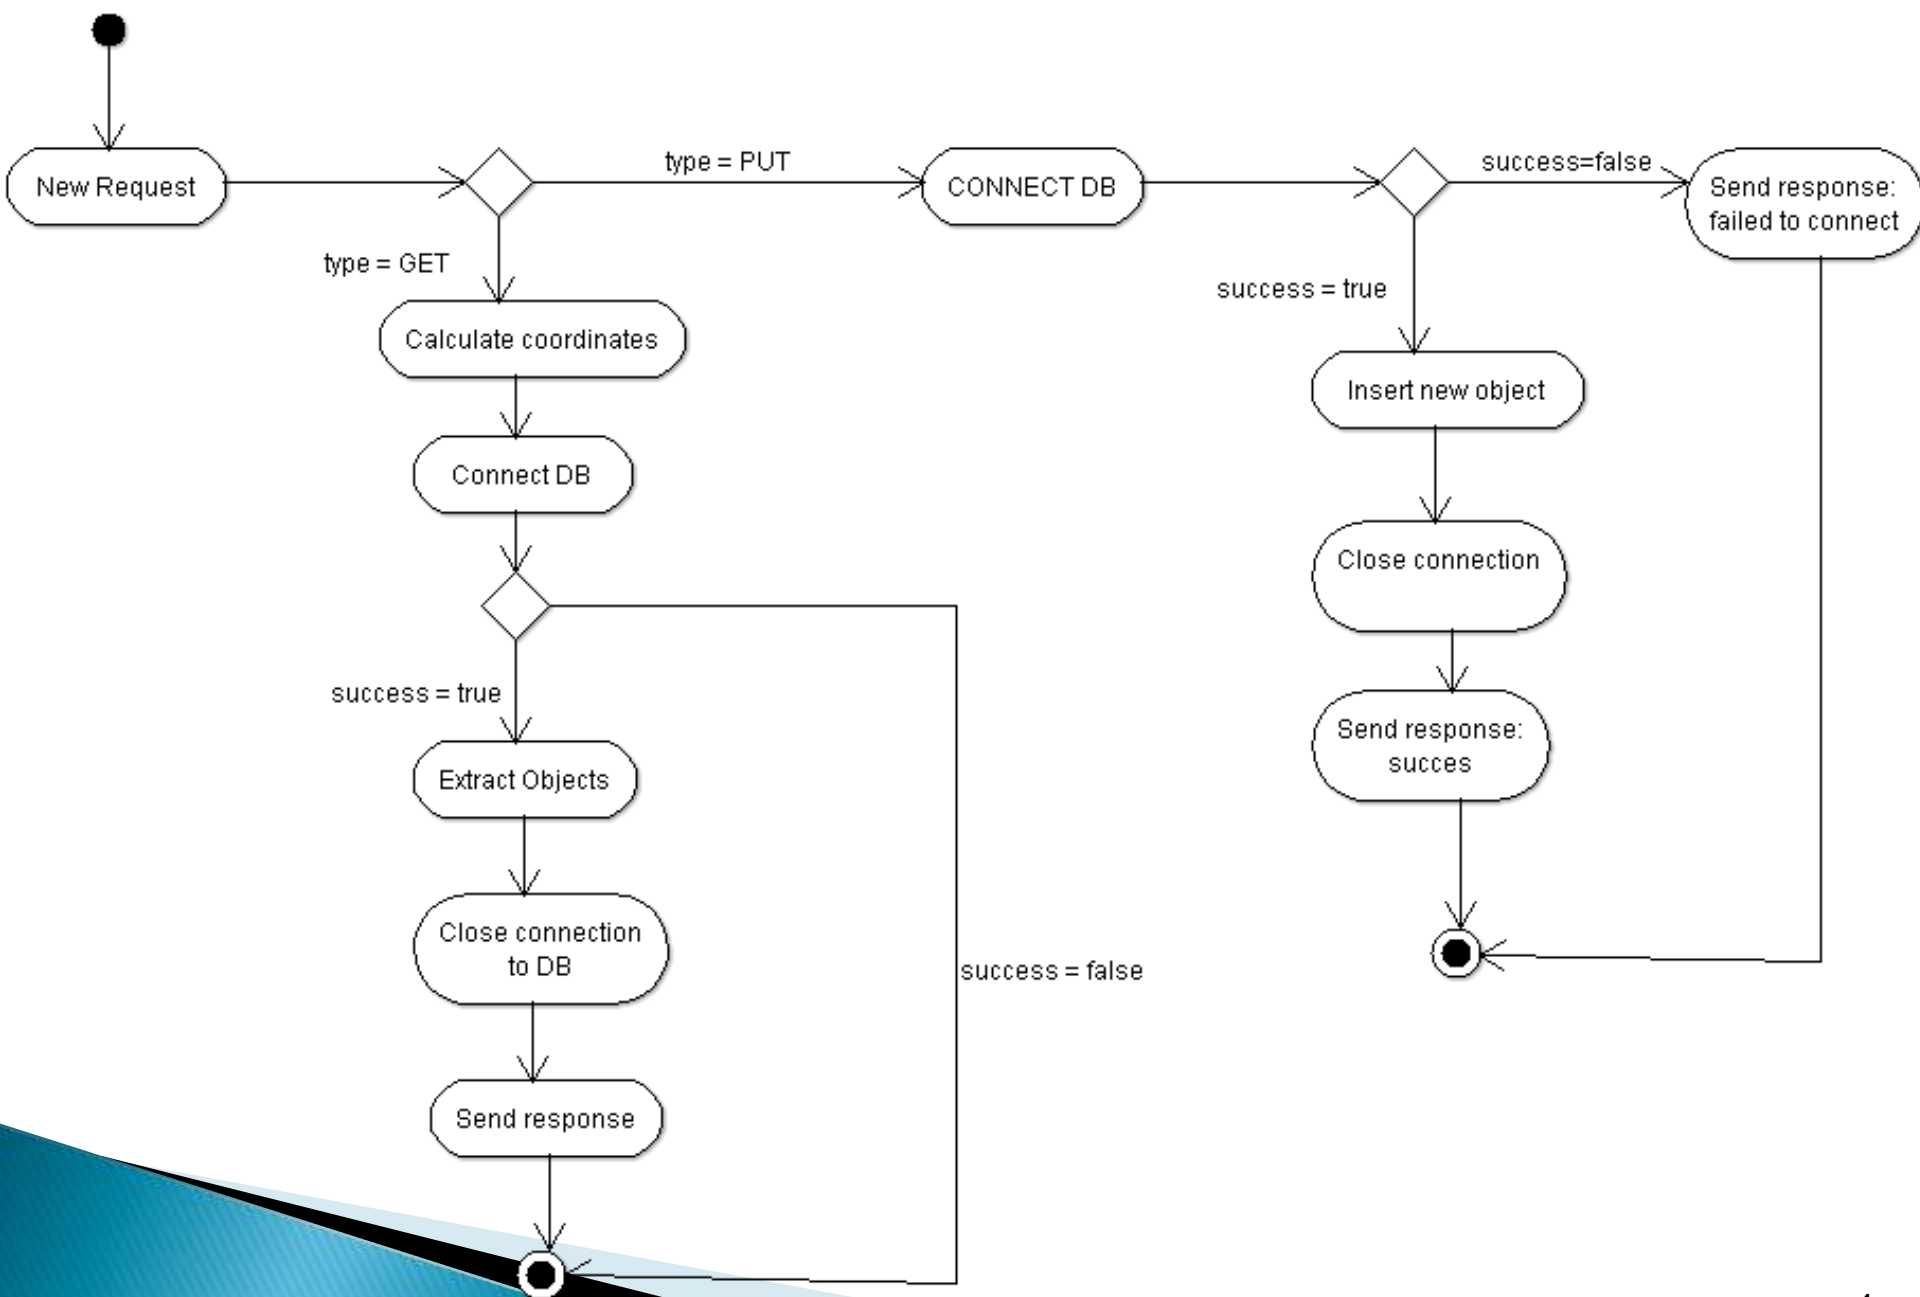 New Request
type = PUT
CONNECT DB
success=false
Send response:
failed to connect
type = GET
success = true
Calculate coordinates
Insert new object
Connect DB
Close connection
success = true
Send response:
succes
Extract Objects
Close connection
to DB
success = false
Send response